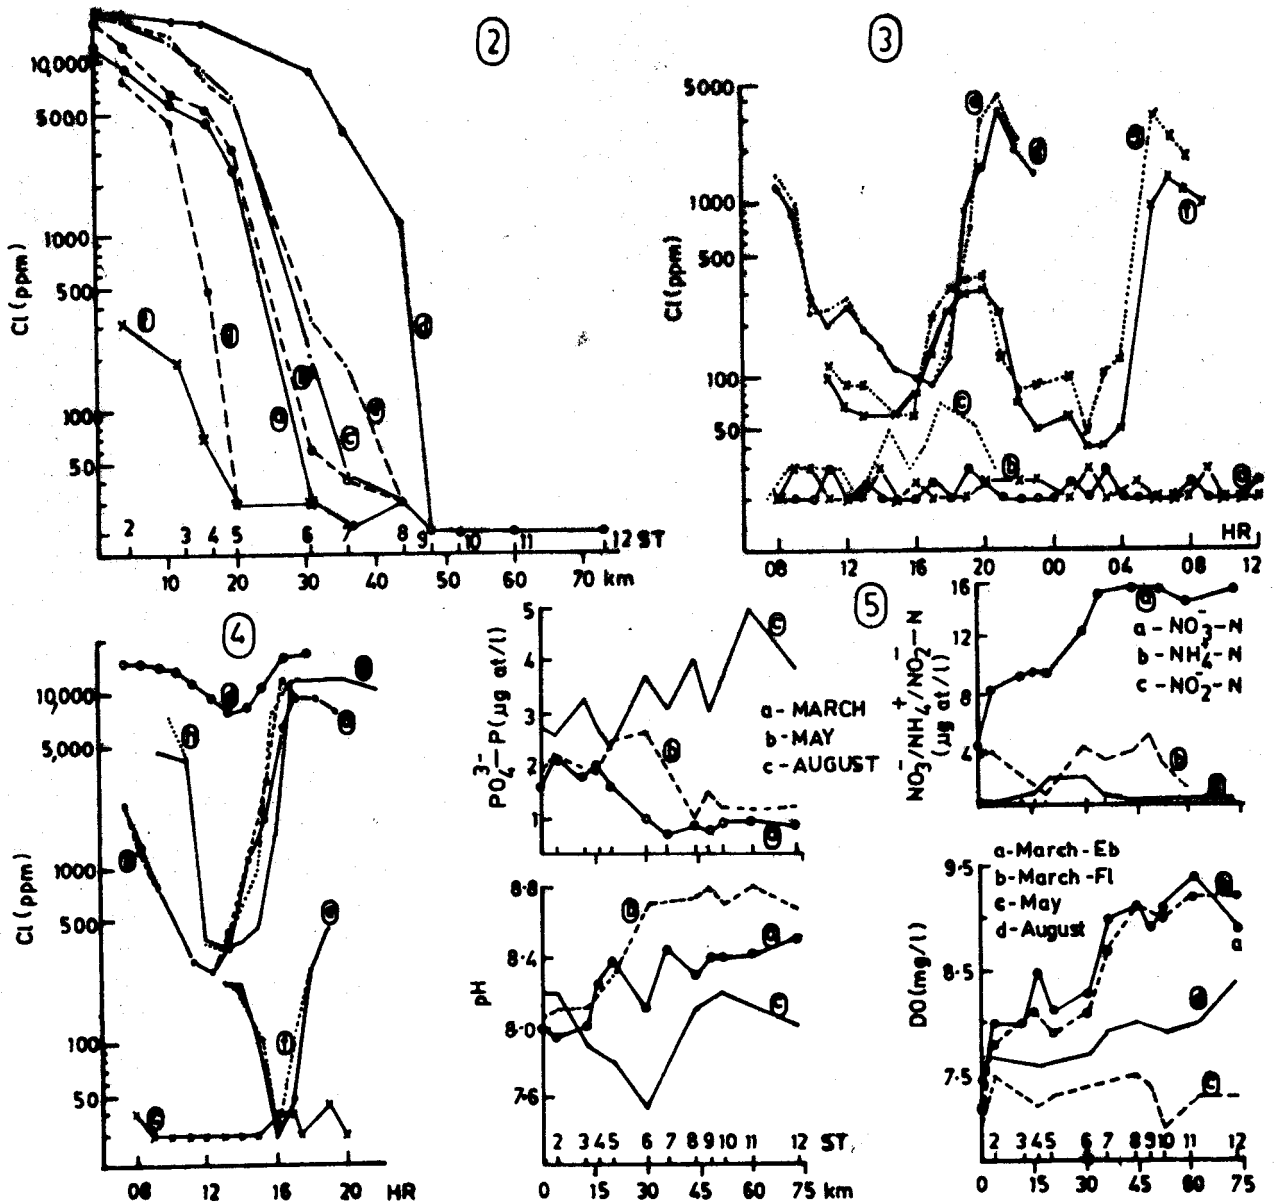 2
10,000
5000
1000
500
100
50
Cl (ppm)
2 3 4 5 6 7 8 9 10 11 12 ST
10 20 30 40 50 60 70 km
3
5000
1000
500
100
50
Cl (ppm)
c
b
HR
08 12 16 20 00 04 08 12
4
10,000
5,000
1000
500
100
50
Cl (ppm)
08 12 16 20 HR
5
5
4
3
2
1
PO₄³⁻-P (µg at/l)
c
b
a
a - MARCH
b - MAY
c - AUGUST
8.8
8.4
8.0
7.6
pH
b
a
c
2 3 4 5 6 7 8 9 10 11 12 ST
0 15 30 45 60 75 km
16
12
8
4
NO₃⁻/NH₄⁺/NO₂⁻-N
(µg at/l)
a - NO₃⁻-N
b - NH₄⁺-N
c - NO₂⁻-N
b
a-March-Eb
b-March-Fl
c-May
d-August
9.5
8.5
7.5
DO (mg/l)
a
2 3 4 5 6 7 8 9 10 11 12
0 15 30 45 60 75